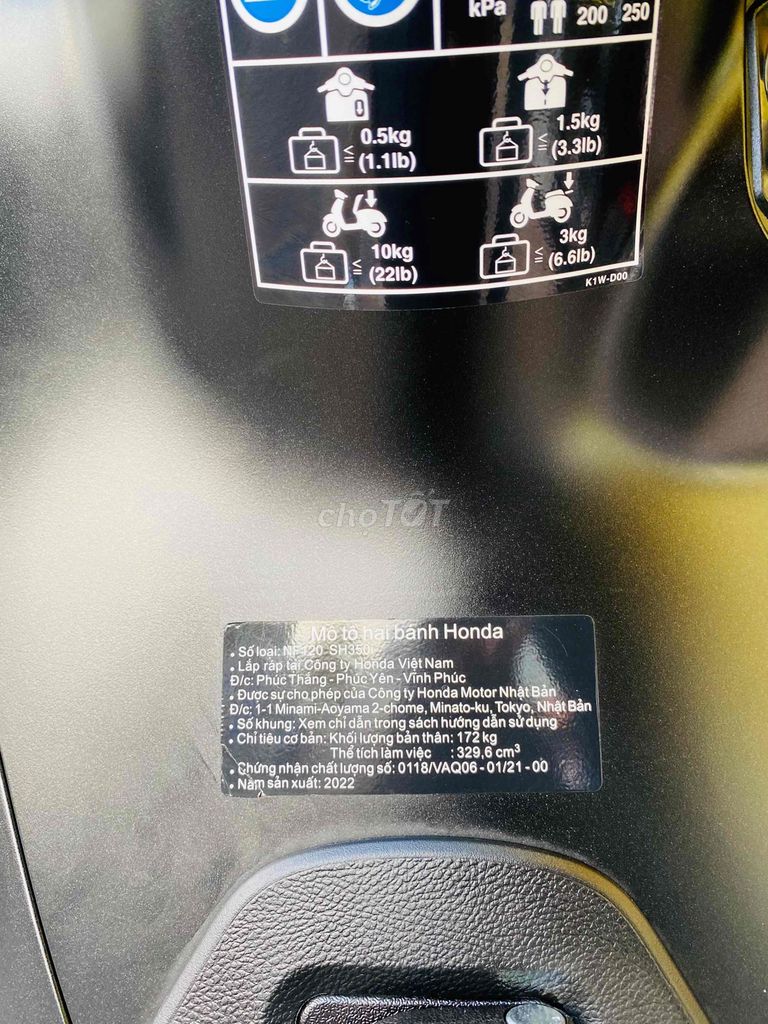 kPa 200 250
0.5kg 1.5kg
≤ (1.1lb) ≤ (3.3lb)
10kg 3kg
≤ (22lb) ≤ (6.6lb)
K1W-D00
choTỐT
Mô tô hai bánh Honda
• Số loại: NF120 SH350i
• Lắp ráp tại Công ty Honda Việt Nam
Đ/c: Phúc Thắng - Phúc Yên - Vĩnh Phúc
• Được sự cho phép của Công ty Honda Motor Nhật Bản
Đ/c: 1-1 Minami-Aoyama 2-chome, Minato-ku, Tokyo, Nhật Bản
• Số khung: Xem chỉ dẫn trong sách hướng dẫn sử dụng
• Chỉ tiêu cơ bản: Khối lượng bản thân: 172 kg
Thể tích làm việc : 329,6 cm³
• Chứng nhận chất lượng số: 0118/VAQ06 - 01/21 - 00
• Năm sản xuất: 2022